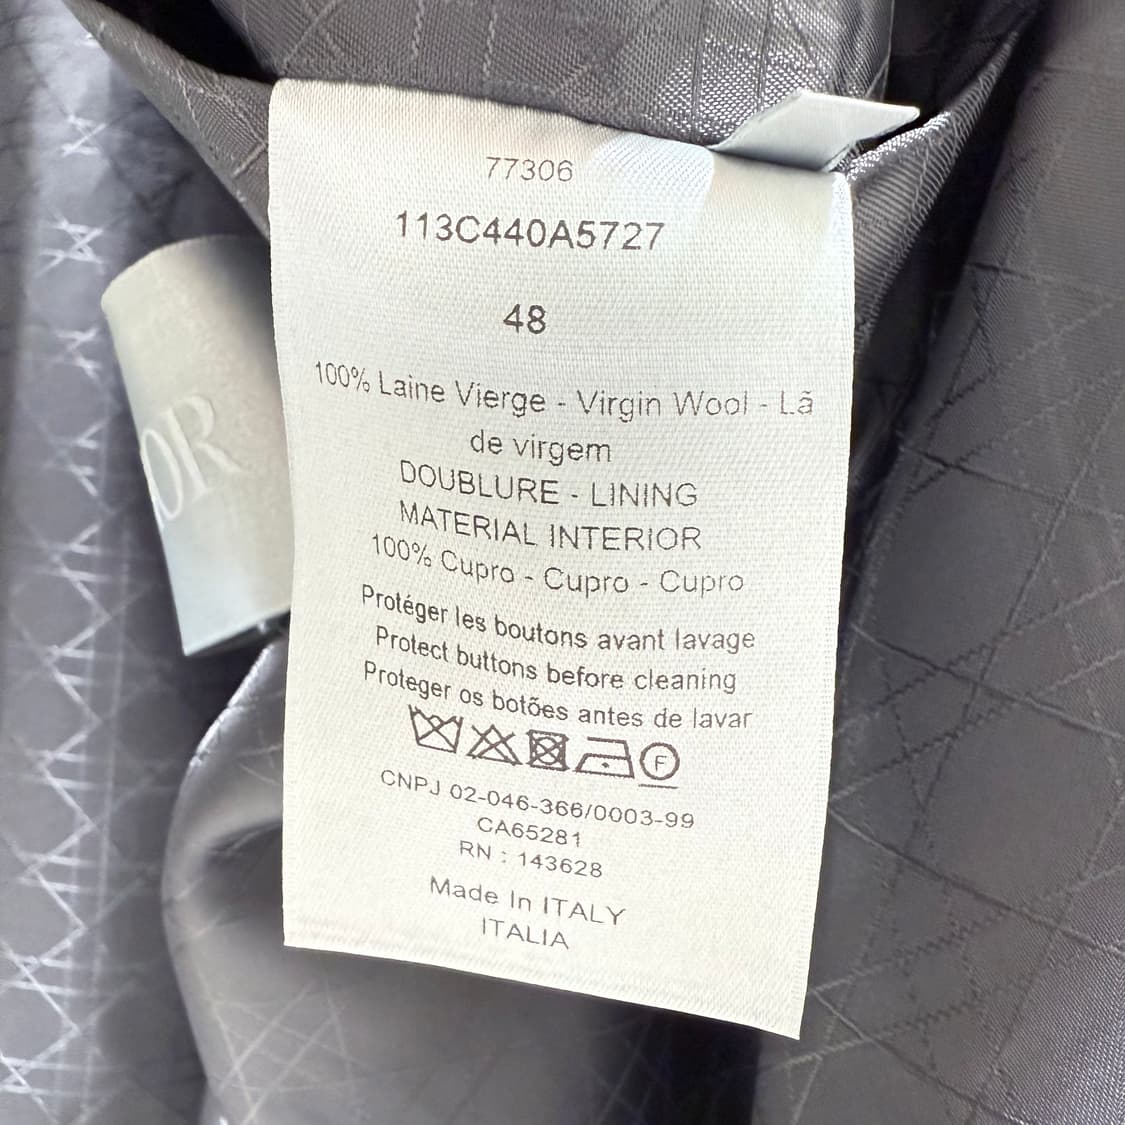 77306
113C440A5727
48
100% Laine Vierge - Virgin Wool - Lã
de virgem
DOUBLURE - LINING
MATERIAL INTERIOR
100% Cupro - Cupro - Cupro
Protéger les boutons avant lavage
Protect buttons before cleaning
Proteger os botões antes de lavar
F
CNPJ 02-046-366/0003-99
CA65281
RN : 143628
Made In ITALY
ITALIA
OR